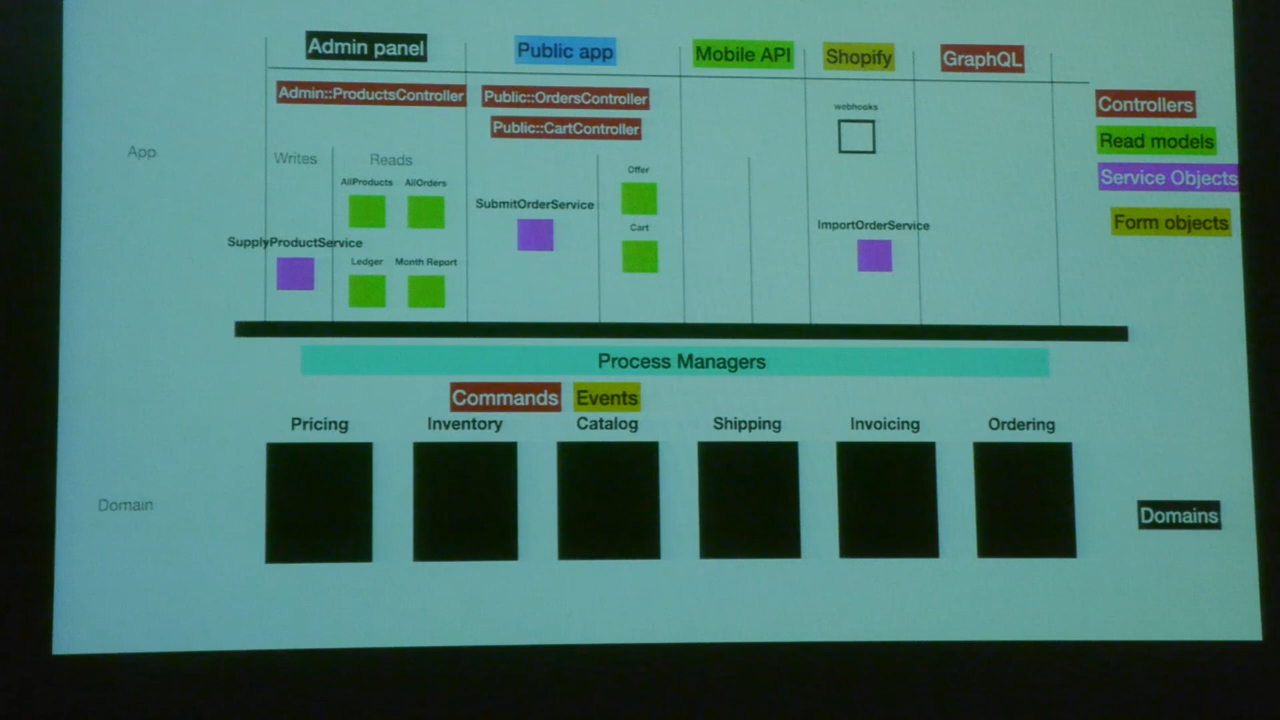 Admin panel
Public app
Mobile API
Shopify
GraphQL
Admin::ProductsController
Public::OrdersController
Public::CartController
webhooks
Controllers
Read models
Service Objects
Form objects
App
Writes
Reads
AllProducts
AllOrders
Offer
SubmitOrderService
Cart
ImportOrderService
SupplyProductService
Ledger
Month Report
Process Managers
Commands
Events
Pricing
Inventory
Catalog
Shipping
Invoicing
Ordering
Domain
Domains